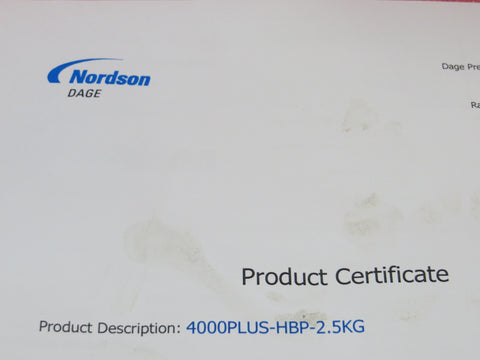 Nordson
DAGE
Dage Pre
Ra
Product Certificate
Product Description: 4000PLUS-HBP-2.5KG